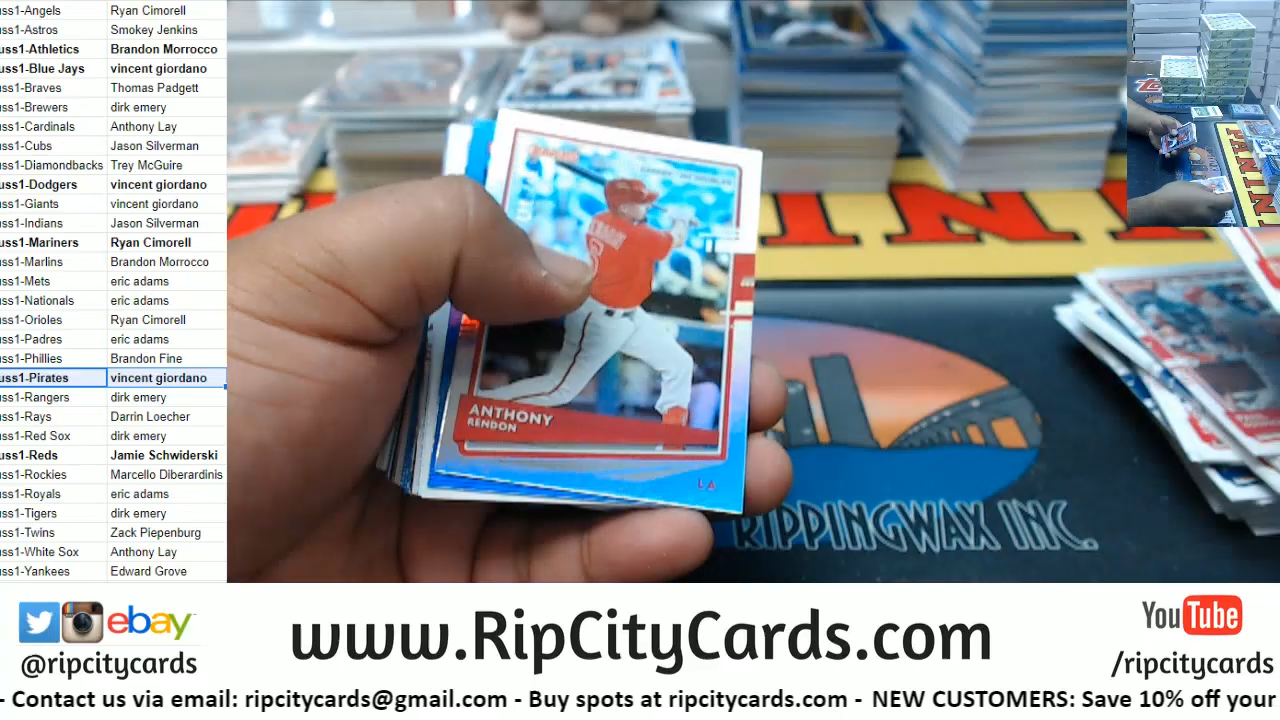 uss1-Angels Ryan Cimorell
uss1-Astros Smokey Jenkins
uss1-Athletics Brandon Morrocco
uss1-Blue Jays vincent giordano
uss1-Braves Thomas Padgett
uss1-Brewers dirk emery
uss1-Cardinals Anthony Lay
uss1-Cubs Jason Silverman
uss1-Diamondbacks Trey McGuire
uss1-Dodgers vincent giordano
uss1-Giants vincent giordano
uss1-Indians Jason Silverman
uss1-Mariners Ryan Cimorell
uss1-Marlins Brandon Morrocco
uss1-Mets eric adams
uss1-Nationals eric adams
uss1-Orioles Ryan Cimorell
uss1-Padres eric adams
uss1-Phillies Brandon Fine
uss1-Pirates vincent giordano
uss1-Rangers dirk emery
uss1-Rays Darrin Loecher
uss1-Red Sox dirk emery
uss1-Reds Jamie Schwiderski
uss1-Rockies Marcello Diberardinis
uss1-Royals eric adams
uss1-Tigers dirk emery
uss1-Twins Zack Piepenburg
uss1-White Sox Anthony Lay
uss1-Yankees Edward Grove
ANTHONY
RENDON
LA
PANINI
RIPPINGWAX INC.
ebay
@ripcitycards
www.RipCityCards.com
YouTube
/ripcitycards
- Contact us via email: ripcitycards@gmail.com - Buy spots at ripcitycards.com - NEW CUSTOMERS: Save 10% off your